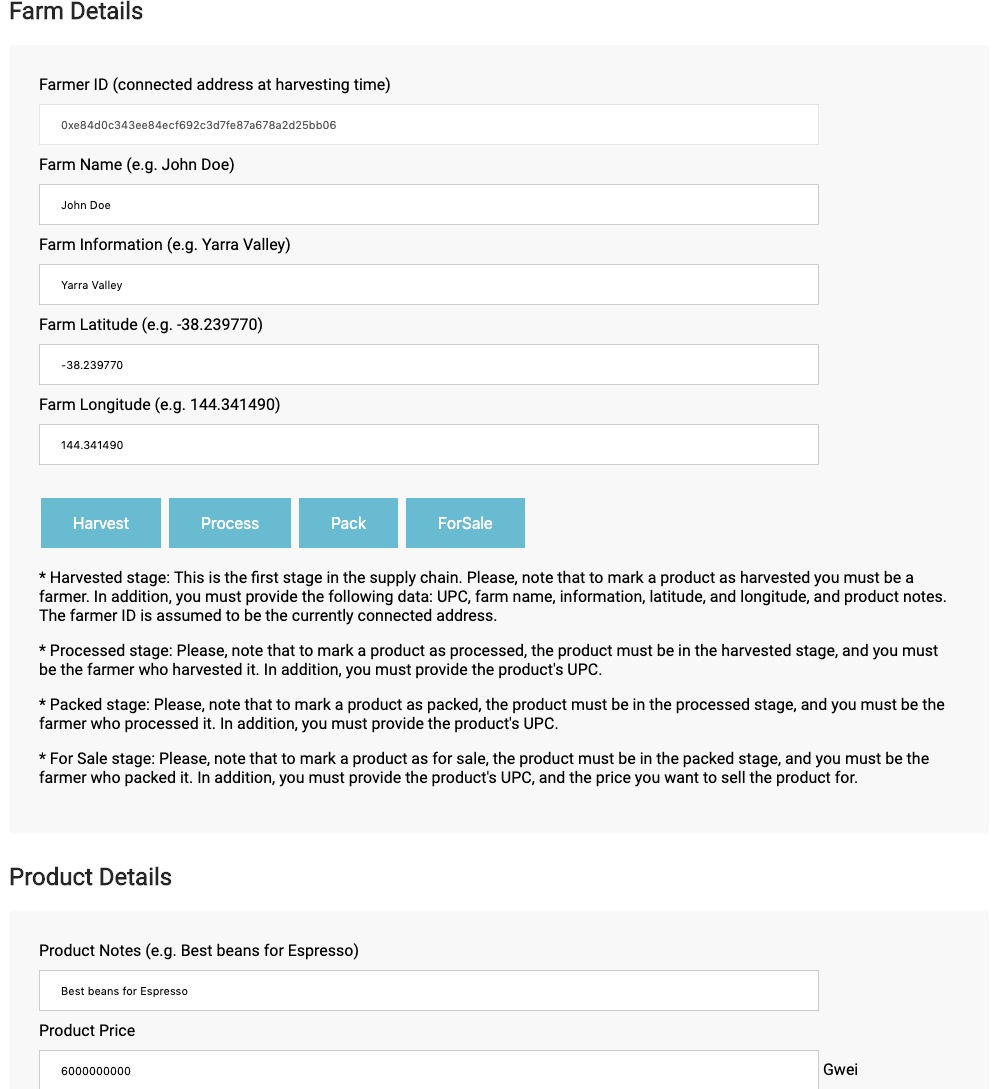 Farm Details
Farmer ID (connected address at harvesting time)
0xe84d0c343ee84ecf692c3d7fe87a678a2d25bb06
Farm Name (e.g. John Doe)
John Doe
Farm Information (e.g. Yarra Valley)
Yarra Valley
Farm Latitude (e.g. -38.239770)
-38.239770
Farm Longitude (e.g. 144.341490)
144.341490
Harvest Process Pack ForSale
* Harvested stage: This is the first stage in the supply chain. Please, note that to mark a product as harvested you must be a
farmer. In addition, you must provide the following data: UPC, farm name, information, latitude, and longitude, and product notes.
The farmer ID is assumed to be the currently connected address.
* Processed stage: Please, note that to mark a product as processed, the product must be in the harvested stage, and you must
be the farmer who harvested it. In addition, you must provide the product's UPC.
* Packed stage: Please, note that to mark a product as packed, the product must be in the processed stage, and you must be the
farmer who processed it. In addition, you must provide the product's UPC.
* For Sale stage: Please, note that to mark a product as for sale, the product must be in the packed stage, and you must be the
farmer who packed it. In addition, you must provide the product's UPC, and the price you want to sell the product for.
Product Details
Product Notes (e.g. Best beans for Espresso)
Best beans for Espresso
Product Price
6000000000 Gwei